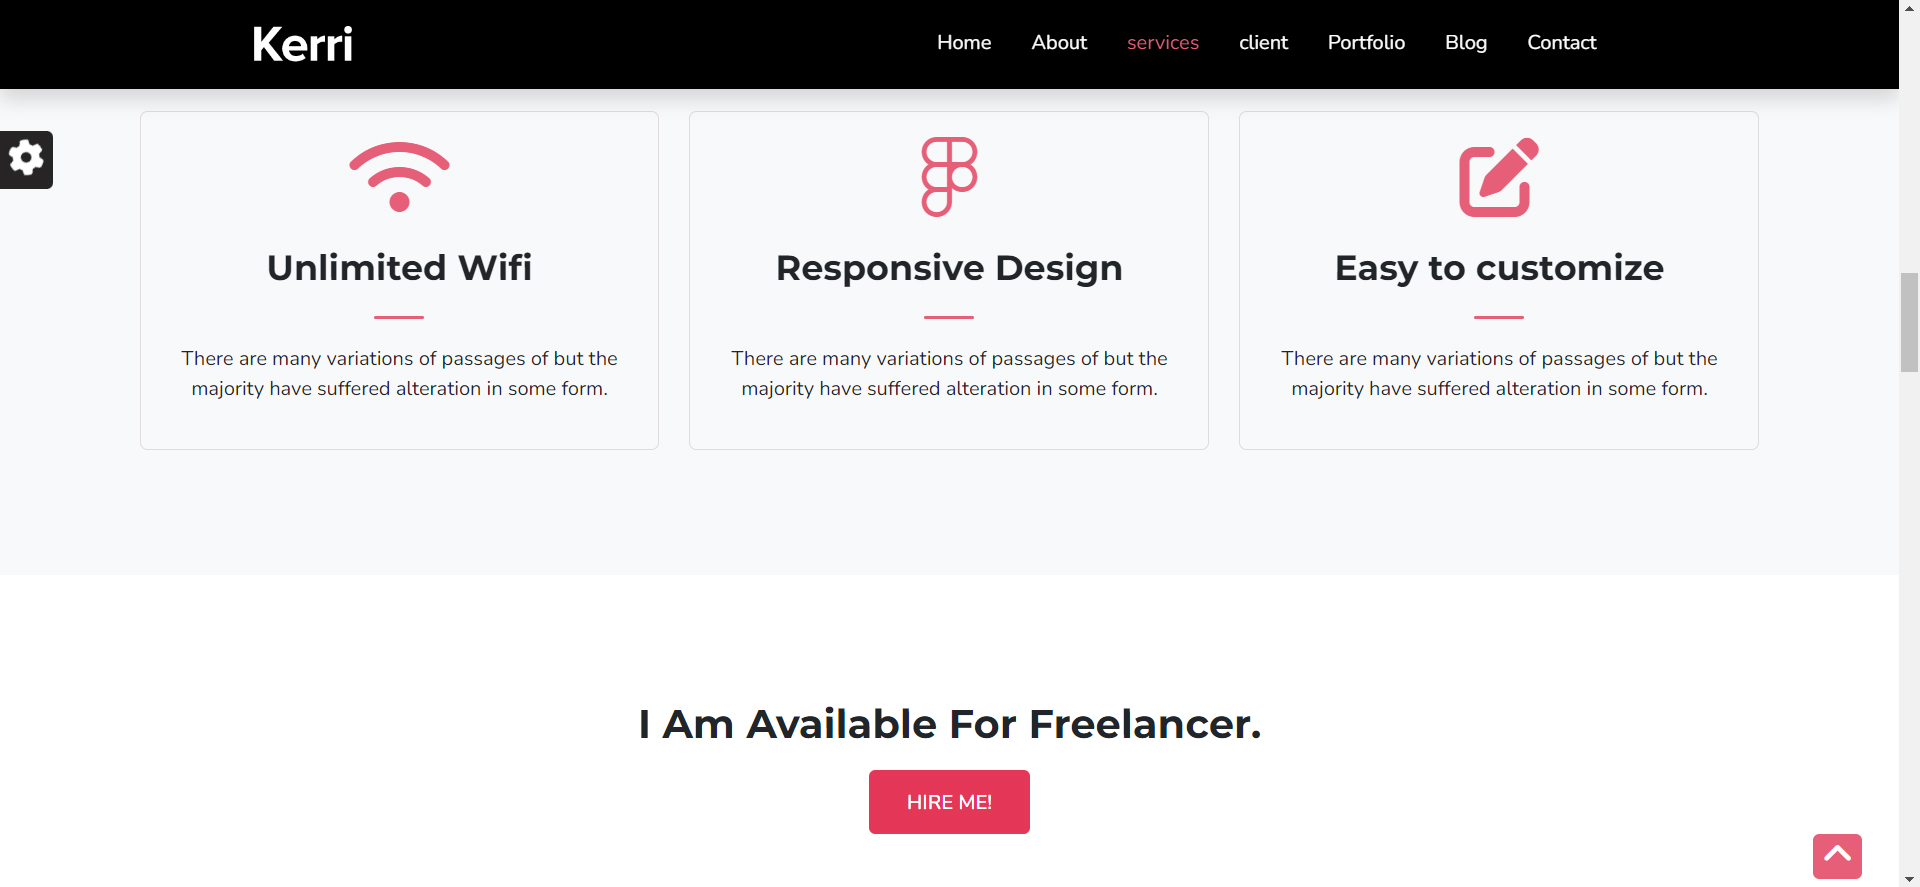 Kerri
Home About services client Portfolio Blog Contact
Unlimited Wifi
There are many variations of passages of but the
majority have suffered alteration in some form.
Responsive Design
There are many variations of passages of but the
majority have suffered alteration in some form.
Easy to customize
There are many variations of passages of but the
majority have suffered alteration in some form.
I Am Available For Freelancer.
HIRE ME!